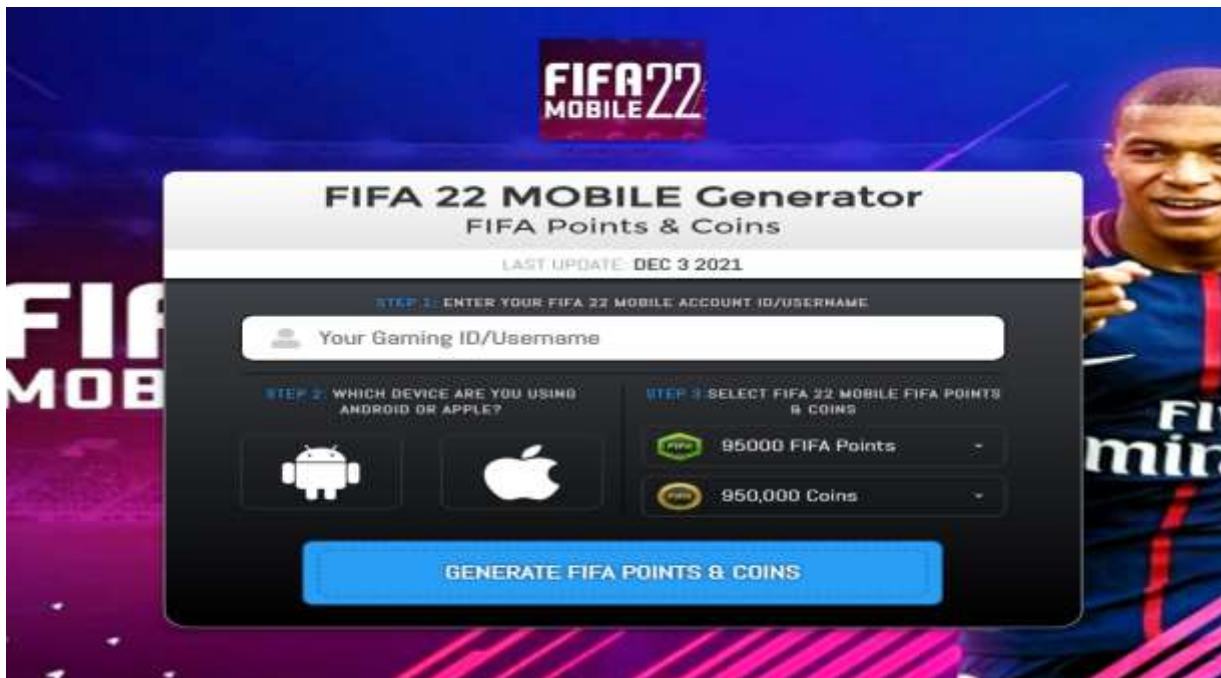 FIFA 22
MOBILE
FIFA 22 MOBILE Generator
FIFA Points & Coins
LAST UPDATE: DEC 3 2021
STEP 1: ENTER YOUR FIFA 22 MOBILE ACCOUNT ID/USERNAME
Your Gaming ID/Username
STEP 2: WHICH DEVICE ARE YOU USING
ANDROID OR APPLE?
STEP 3 SELECT FIFA 22 MOBILE FIFA POINTS
& COINS
FIFA 95000 FIFA Points
950,000 Coins
GENERATE FIFA POINTS & COINS
FIF
MOB